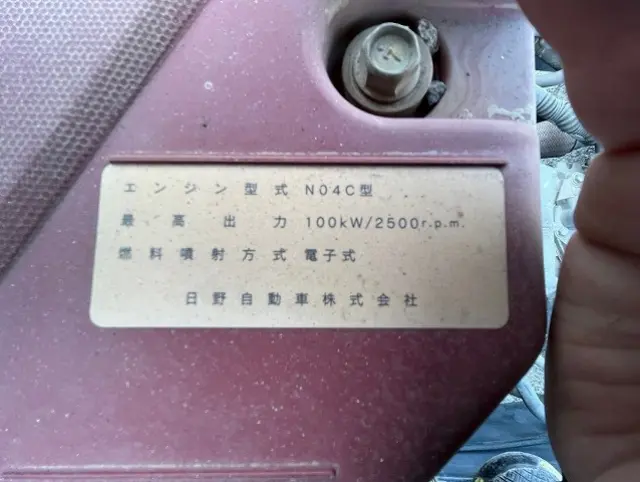 エンジン型式 N04C型
最高出力 100kW/2500r.p.m.
燃料噴射方式 電子式
日野自動車株式会社